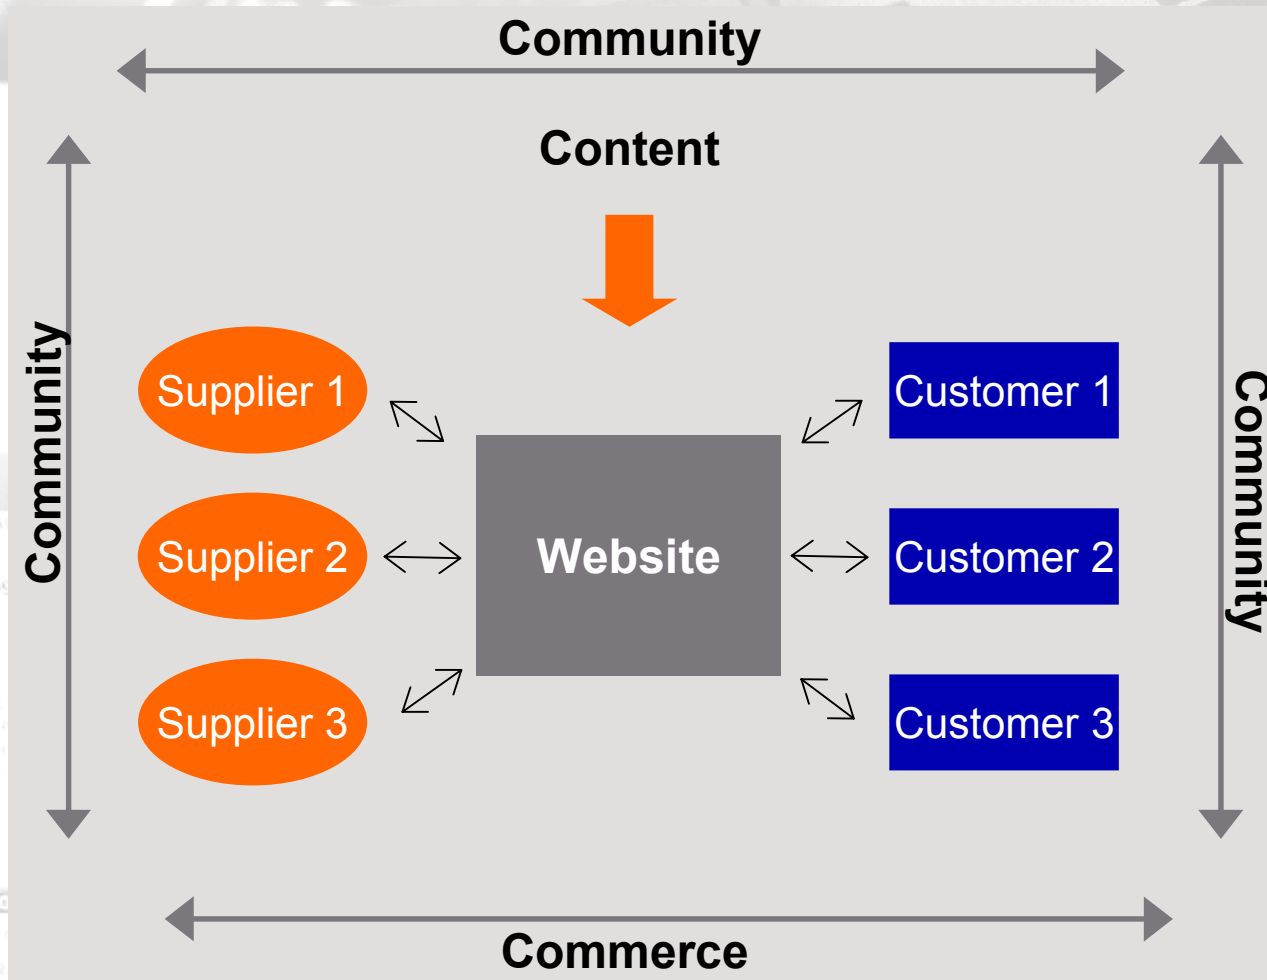 Community
Content
Community
Community
Supplier 1
Customer 1
Supplier 2
Website
Customer 2
Supplier 3
Customer 3
Commerce